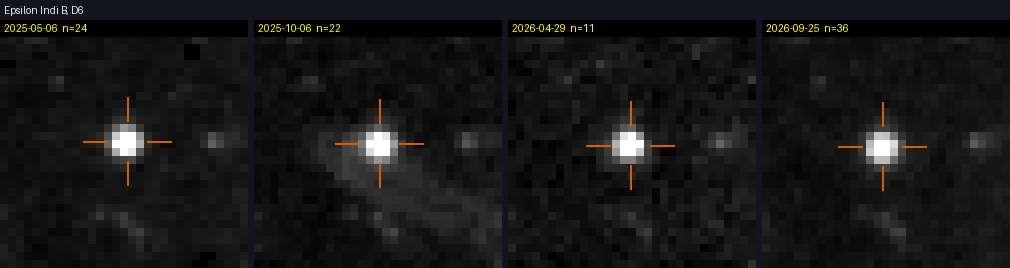 Epsilon Indi B, D6
2025-05-06 n=24
2025-10-06 n=22
2026-04-29 n=11
2026-09-25 n=36